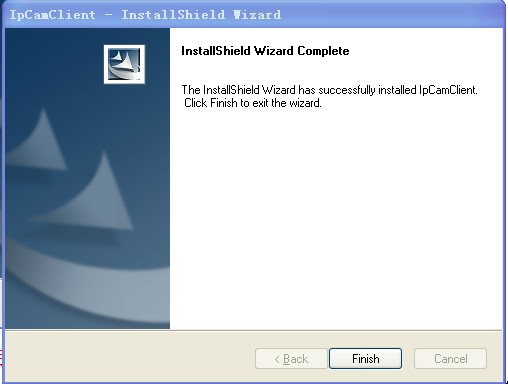 IpCamClient - InstallShield Wizard
InstallShield Wizard Complete
The InstallShield Wizard has successfully installed IpCamClient.
Click Finish to exit the wizard.
< Back
Finish
Cancel